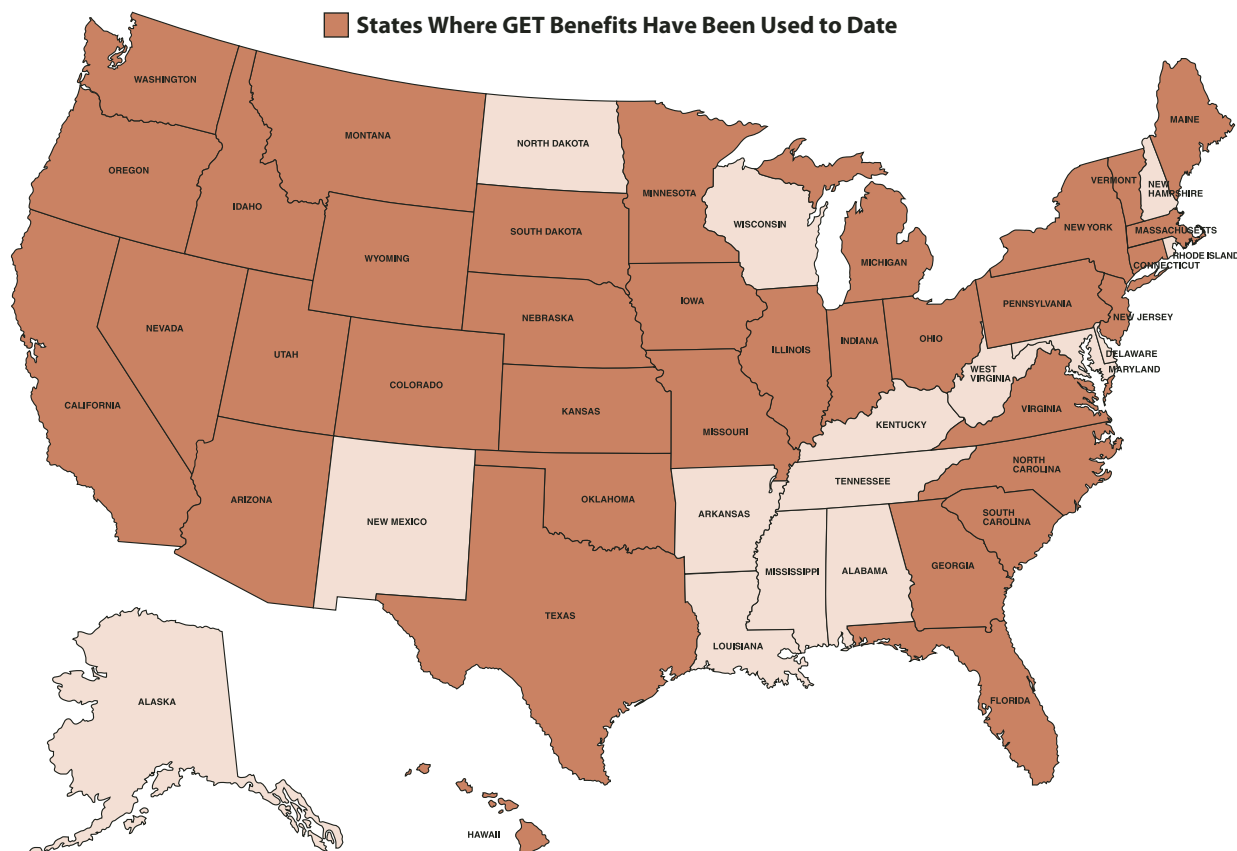 States Where GET Benefits Have Been Used to Date
WASHINGTON
MONTANA
NORTH DAKOTA
MAINE
OREGON
IDAHO
MINNESOTA
VERMONT
NEW
HAMPSHIRE
WISCONSIN
SOUTH DAKOTA
WYOMING
NEW YORK
MASSACHUSETTS
MICHIGAN
RHODE ISLAND
CONNECTICUT
IOWA
PENNSYLVANIA
NEBRASKA
NEVADA
NEW JERSEY
UTAH
ILLINOIS
INDIANA
OHIO
DELAWARE
WEST
VIRGINIA
MARYLAND
COLORADO
CALIFORNIA
KANSAS
VIRGINIA
KENTUCKY
MISSOURI
NORTH
CAROLINA
TENNESSEE
ARIZONA
OKLAHOMA
NEW MEXICO
ARKANSAS
SOUTH
CAROLINA
MISSISSIPPI
ALABAMA
GEORGIA
TEXAS
LOUISIANA
ALASKA
FLORIDA
HAWAII